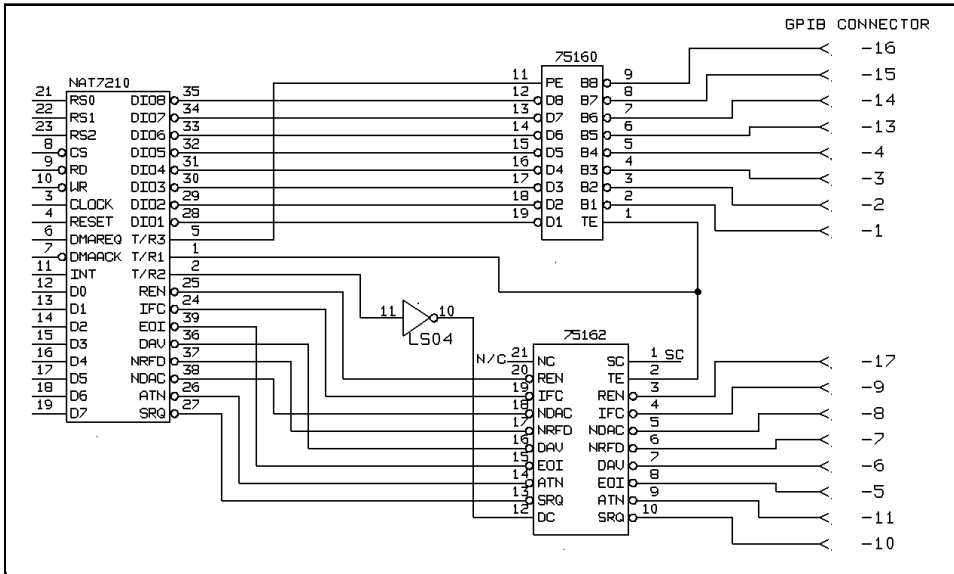 GPIB CONNECTOR
NAT7210
21 RS0 DIO8 35
22 RS1 DIO7 34
23 RS2 DIO6 33
8 CS DIO5 32
9 RD DIO4 31
10 WR DIO3 30
3 CLOCK DIO2 29
4 RESET DIO1 28
6 DMAREQ T/R3 5
7 DMAACK T/R1 1
11 INT T/R2 2
12 D0 REN 25
13 D1 IFC 24
14 D2 EOI 39
15 D3 DAV 36
16 D4 NRFD 37
17 D5 NDAC 38
18 D6 ATN 26
19 D7 SRQ 27
75160
11 PE B8 9
12 D8 B7 8
13 D7 B6 7
14 D6 B5 6
15 D5 B4 5
16 D4 B3 4
17 D3 B2 3
18 D2 B1 2
19 D1 TE 1
-16
-15
-14
-13
-4
-3
-2
-1
11 10
LS04
75162
N/C 21 NC SC 1 SC
20 REN TE 2
19 IFC REN 3
18 NDAC IFC 4
17 NRFD NDAC 5
16 DAV NRFD 6
15 EOI DAV 7
14 ATN EOI 8
13 SRQ ATN 9
12 DC SRQ 10
-17
-9
-8
-7
-6
-5
-11
-10